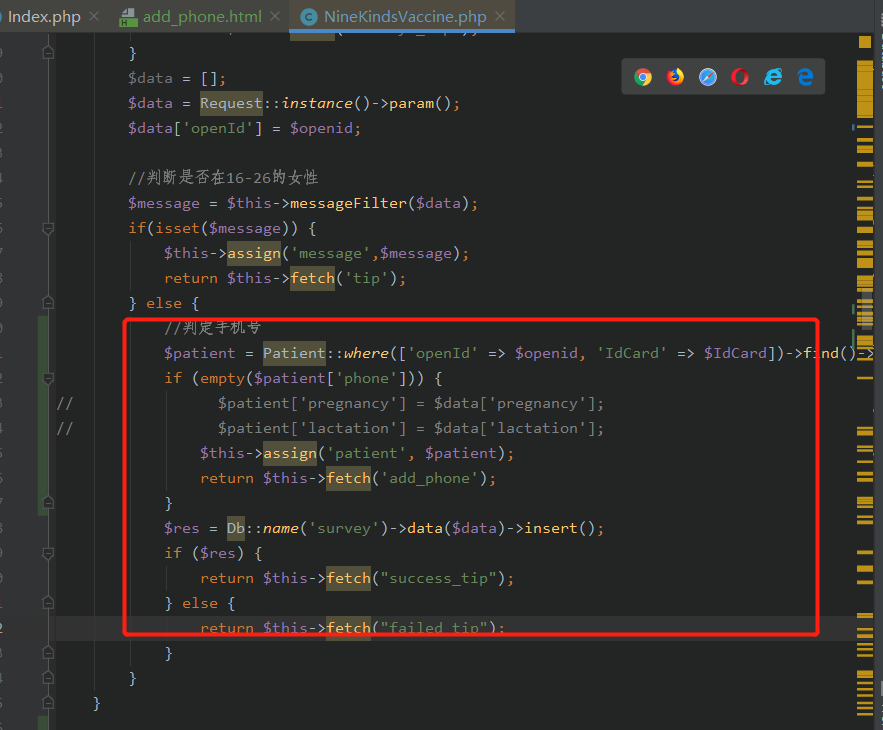 Index.php × add_phone.html × NineKindsVaccine.php ×
}
$data = [];
$data = Request::instance()->param();
$data['openId'] = $openid;
//判断是否在16-26的女性
$message = $this->messageFilter($data);
if(isset($message)) {
$this->assign('message',$message);
return $this->fetch('tip');
} else {
//判定手机号
$patient = Patient::where(['openId' => $openid, 'IdCard' => $IdCard])->find()->
if (empty($patient['phone'])) {
// $patient['pregnancy'] = $data['pregnancy'];
// $patient['lactation'] = $data['lactation'];
$this->assign('patient', $patient);
return $this->fetch('add_phone');
}
$res = Db::name('survey')->data($data)->insert();
if ($res) {
return $this->fetch("success_tip");
} else {
return $this->fetch("failed_tip");
}
}
}